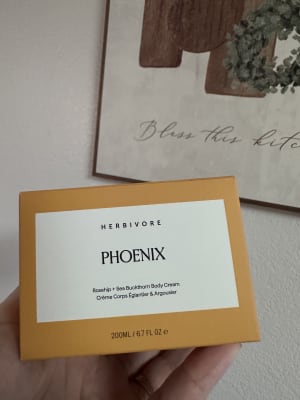 Bless this kitc
HERBIVORE
PHOENIX
Rosehip + Sea Buckthorn Body Cream
Crème Corps Églantier & Argousier
200ML / 6.7 FL OZ e